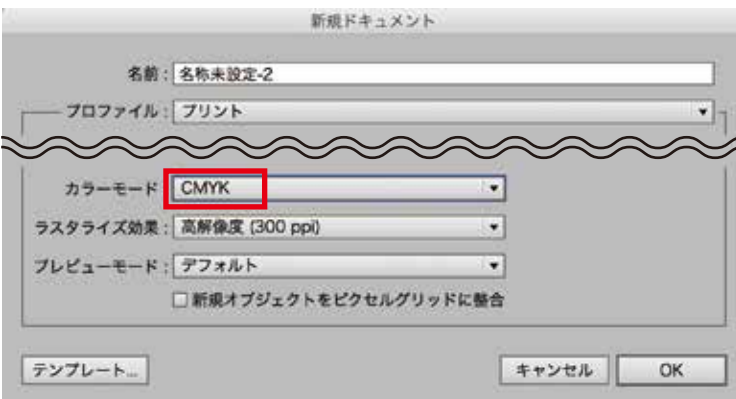 新規ドキュメント
名前：名称未設定-2
プロファイル：プリント
カラーモード CMYK
ラスタライズ効果：高解像度 (300 ppi)
プレビューモード：デフォルト
新規オブジェクトをピクセルグリッドに整合
テンプレート... キャンセル OK